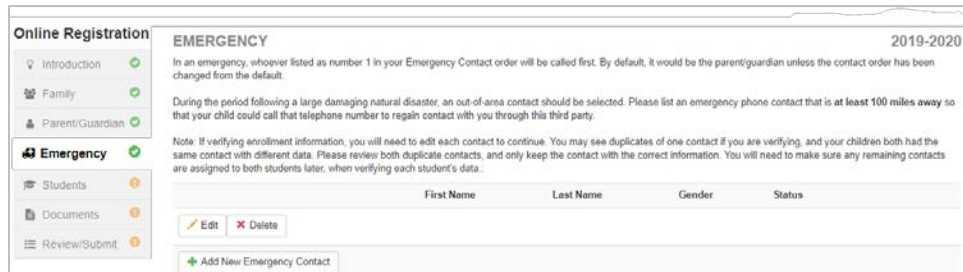 Online Registration
Introduction
Family
Parent/Guardian
Emergency
Students
Documents
Review/Submit
EMERGENCY
2019-2020
In an emergency, whoever listed as number 1 in your Emergency Contact order will be called first. By default, it would be the parent/guardian unless the contact order has been
changed from the default.
During the period following a large damaging natural disaster, an out-of-area contact should be selected. Please list an emergency phone contact that is at least 100 miles away so
that your child could call that telephone number to regain contact with you through this third party.
Note: If verifying enrollment information, you will need to edit each contact to continue. You may see duplicates of one contact if you are verifying, and your children both had the
same contact with different data. Please review both duplicate contacts, and only keep the contact with the correct information. You will need to make sure any remaining contacts
are assigned to both students later, when verifying each student's data.:
First Name Last Name Gender Status
Edit Delete
Add New Emergency Contact